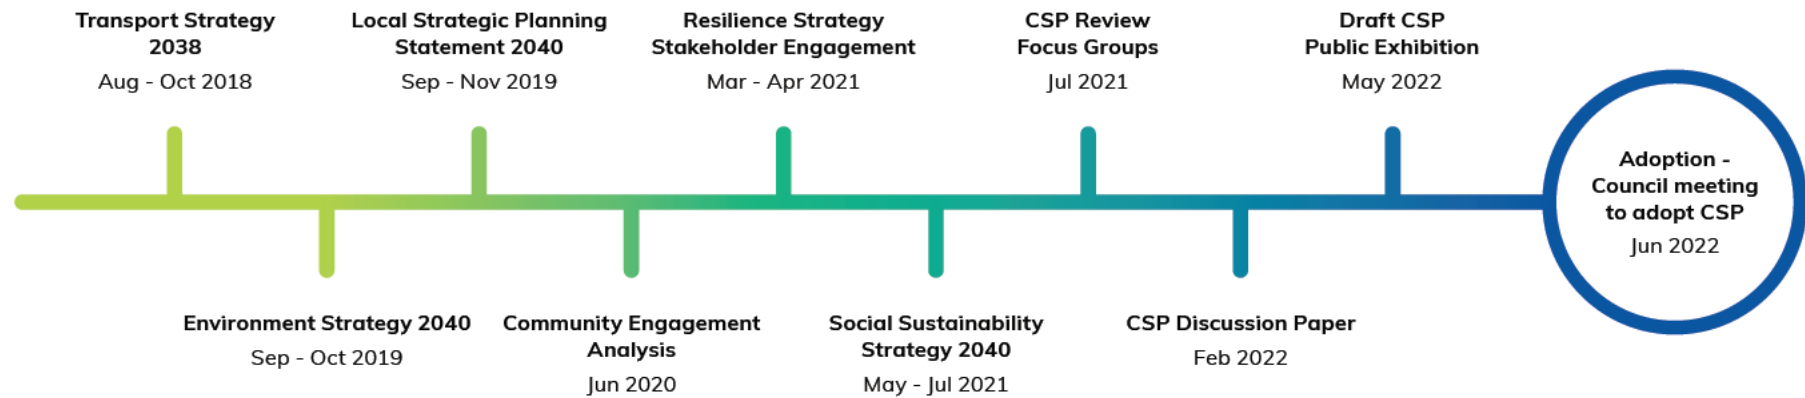 Transport Strategy
2038
Aug - Oct 2018
Local Strategic Planning
Statement 2040
Sep - Nov 2019
Resilience Strategy
Stakeholder Engagement
Mar - Apr 2021
CSP Review
Focus Groups
Jul 2021
Draft CSP
Public Exhibition
May 2022
Adoption -
Council meeting
to adopt CSP
Jun 2022
Environment Strategy 2040
Sep - Oct 2019
Community Engagement
Analysis
Jun 2020
Social Sustainability
Strategy 2040
May - Jul 2021
CSP Discussion Paper
Feb 2022